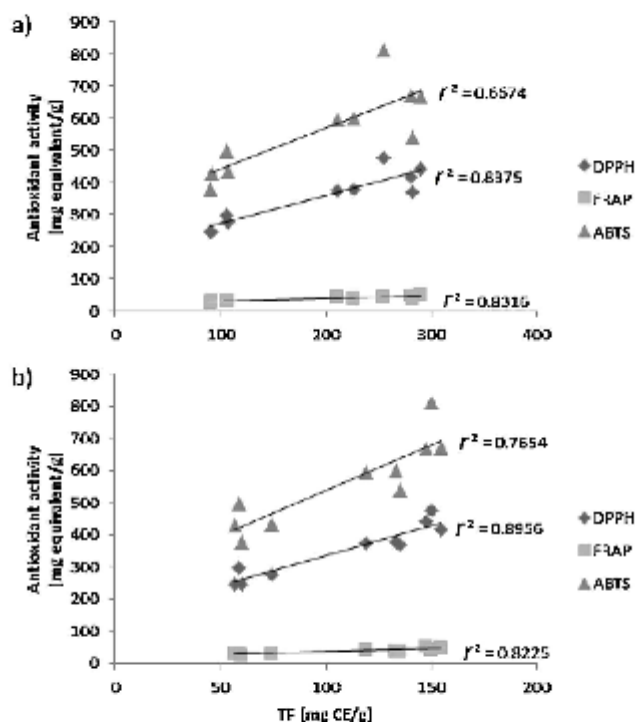 a)
Antioxidant activity
[mg equivalent/g]
900
800
700
600
500
400
300
200
100
0
0
100
200
300
400
r² = 0.6674
r² = 0.8375
r² = 0.8316
DPPH
FRAP
ABTS
b)
Antioxidant activity
[mg equivalent/g]
900
800
700
600
500
400
300
200
100
0
0
50
100
150
200
TF [mg CE/g]
r² = 0.7654
r² = 0.8956
r² = 0.8225
DPPH
FRAP
ABTS